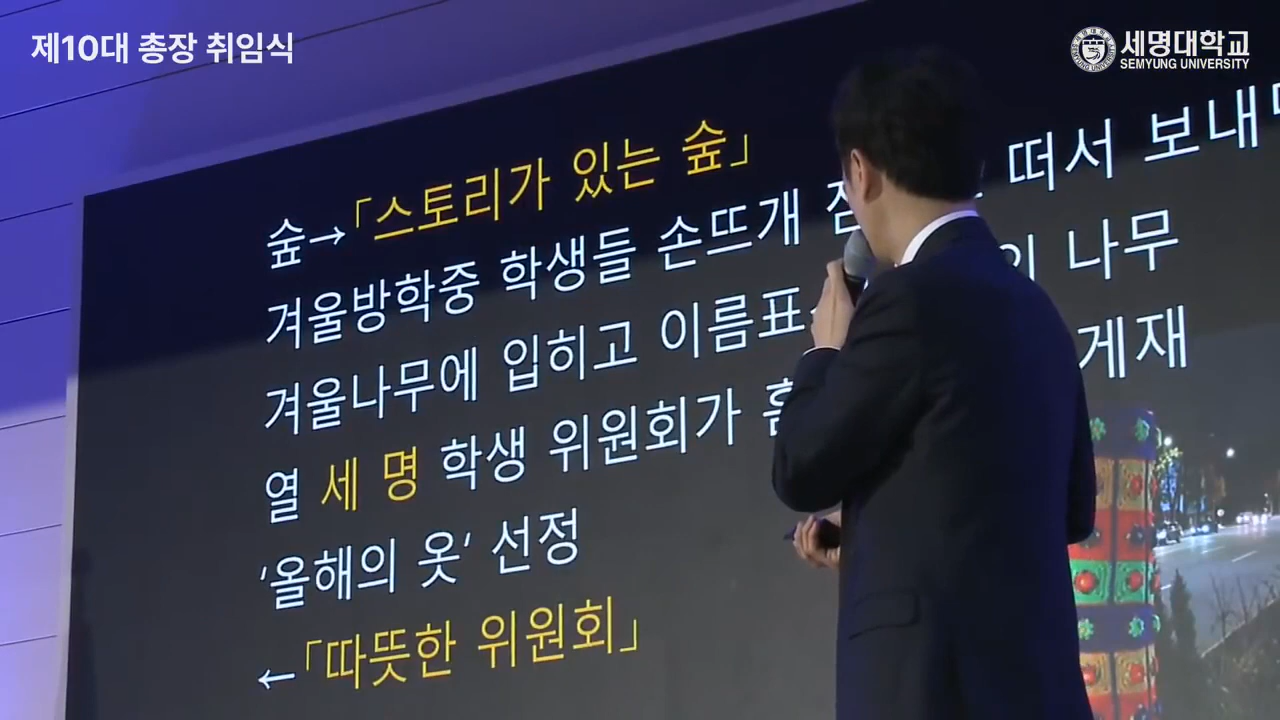 제10대 총장 취임식
세명대학교
SEMYUNG UNIVERSITY
숲→「스토리가 있는 숲」
겨울방학중 학생들 손뜨개 떠서 보내면
겨울나무에 입히고 이름표 나무
열 세 명 학생 위원회가 게재
'올해의 옷' 선정
←「따뜻한 위원회」